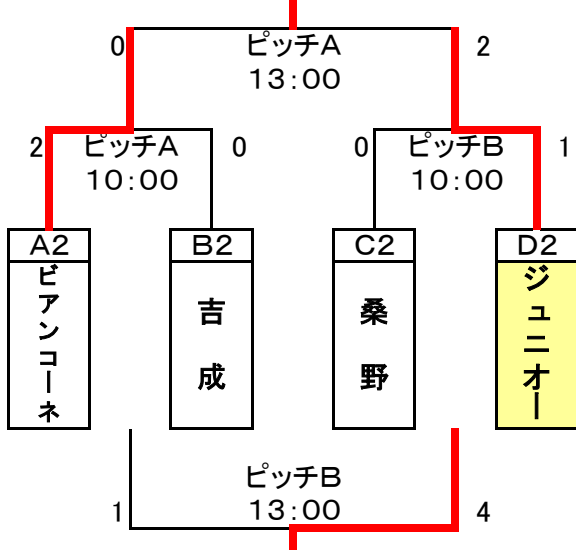 0 ピッチA 2
13:00
2 ピッチA 0 0 ピッチB 1
10:00 10:00
A2 B2 C2 D2
ビアンコーネ
吉成
桑野
ジュニオー
ピッチB
1 13:00 4